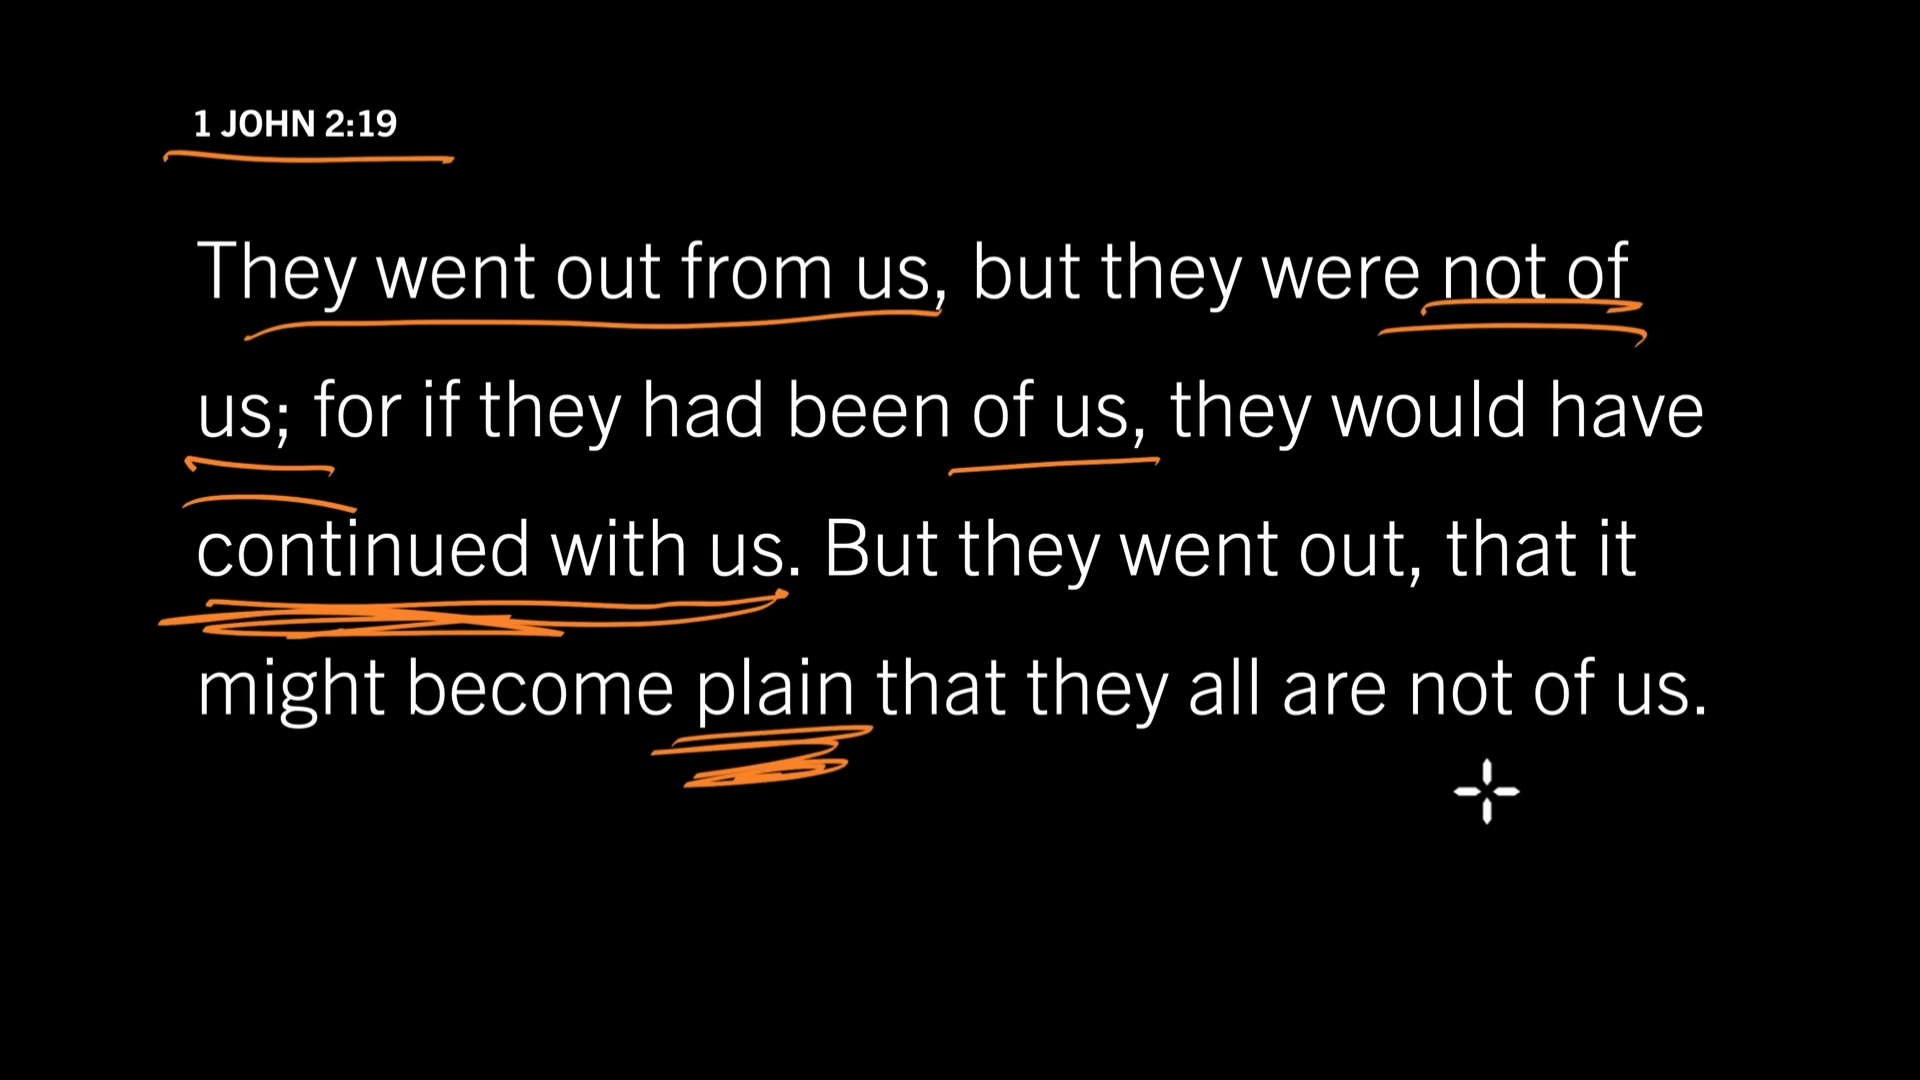 1 JOHN 2:19
They went out from us, but they were not of
us; for if they had been of us, they would have
continued with us. But they went out, that it
might become plain that they all are not of us.